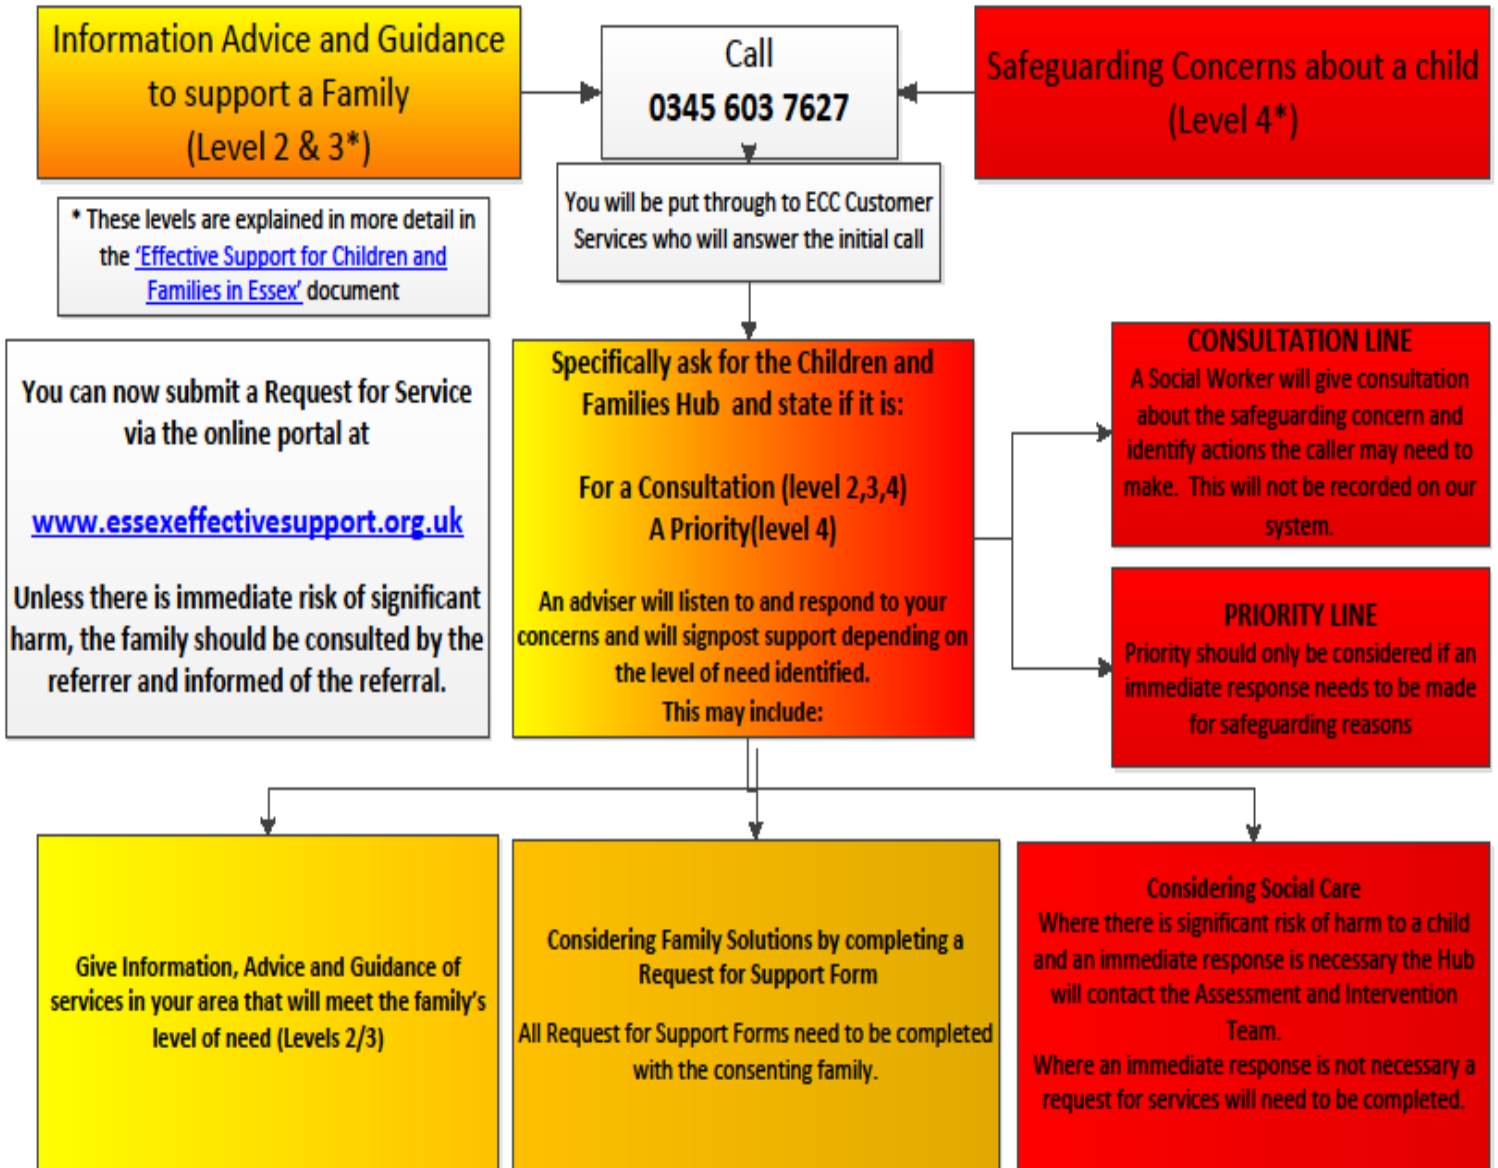 Information Advice and Guidance
to support a Family
(Level 2 & 3*)
Call
0345 603 7627
Safeguarding Concerns about a child
(Level 4*)
* These levels are explained in more detail in
the ‘Effective Support for Children and
Families in Essex’ document
You will be put through to ECC Customer
Services who will answer the initial call
You can now submit a Request for Service
via the online portal at
www.essexeffectivesupport.org.uk
Unless there is immediate risk of significant
harm, the family should be consulted by the
referrer and informed of the referral.
Specifically ask for the Children and
Families Hub  and state if it is:
For a Consultation (level 2,3,4)
A Priority(level 4)
An adviser will listen to and respond to your
concerns and will signpost support depending on
the level of need identified.
This may include:
CONSULTATION LINE
A Social Worker will give consultation
about the safeguarding concern and
identify actions the caller may need to
make.  This will not be recorded on our
system.
PRIORITY LINE
Priority should only be considered if an
immediate response needs to be made
for safeguarding reasons
Give Information, Advice and Guidance of
services in your area that will meet the family’s
level of need (Levels 2/3)
Considering Family Solutions by completing a
Request for Support Form
All Request for Support Forms need to be completed
with the consenting family.
Considering Social Care
Where there is significant risk of harm to a child
and an immediate response is necessary the Hub
will contact the Assessment and Intervention
Team.
Where an immediate response is not necessary a
request for services will need to be completed.